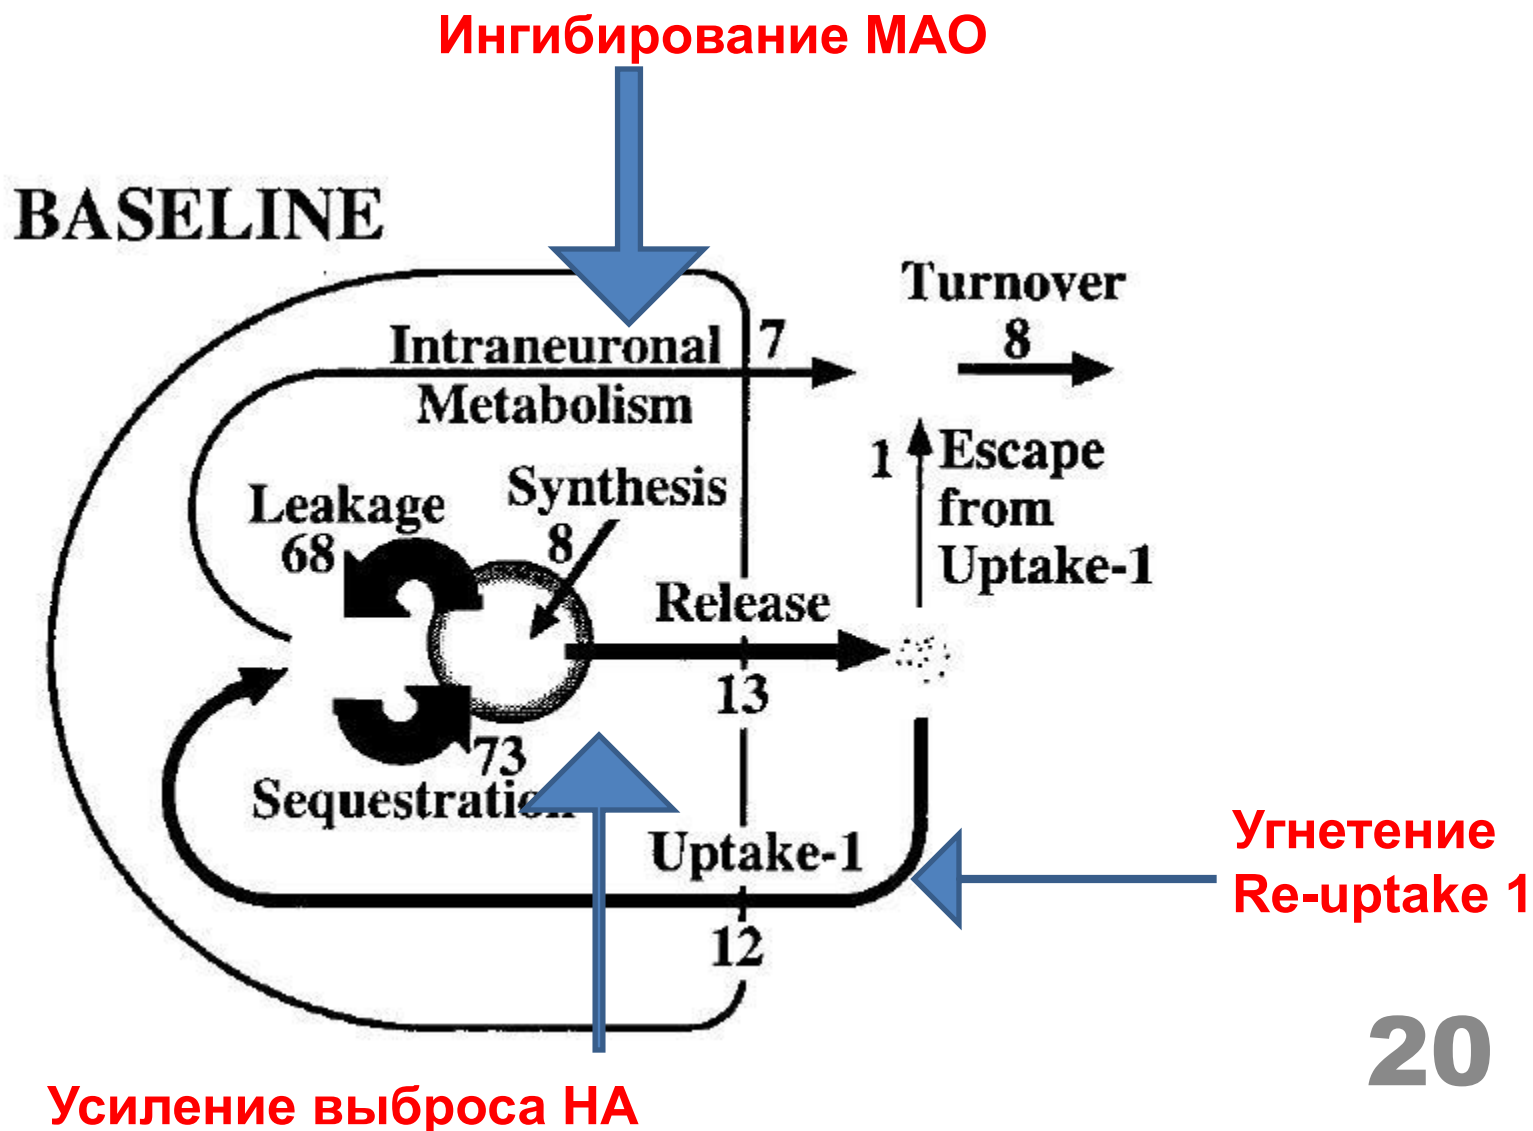 Ингибирование МАО
BASELINE
Turnover
8
Intraneuronal
7
Metabolism
1
Escape
from
Uptake-1
Synthesis
8
Leakage
68
Release
13
73
Sequestration
Uptake-1
12
Угнетение
Re-uptake 1
20
Усиление выброса НА